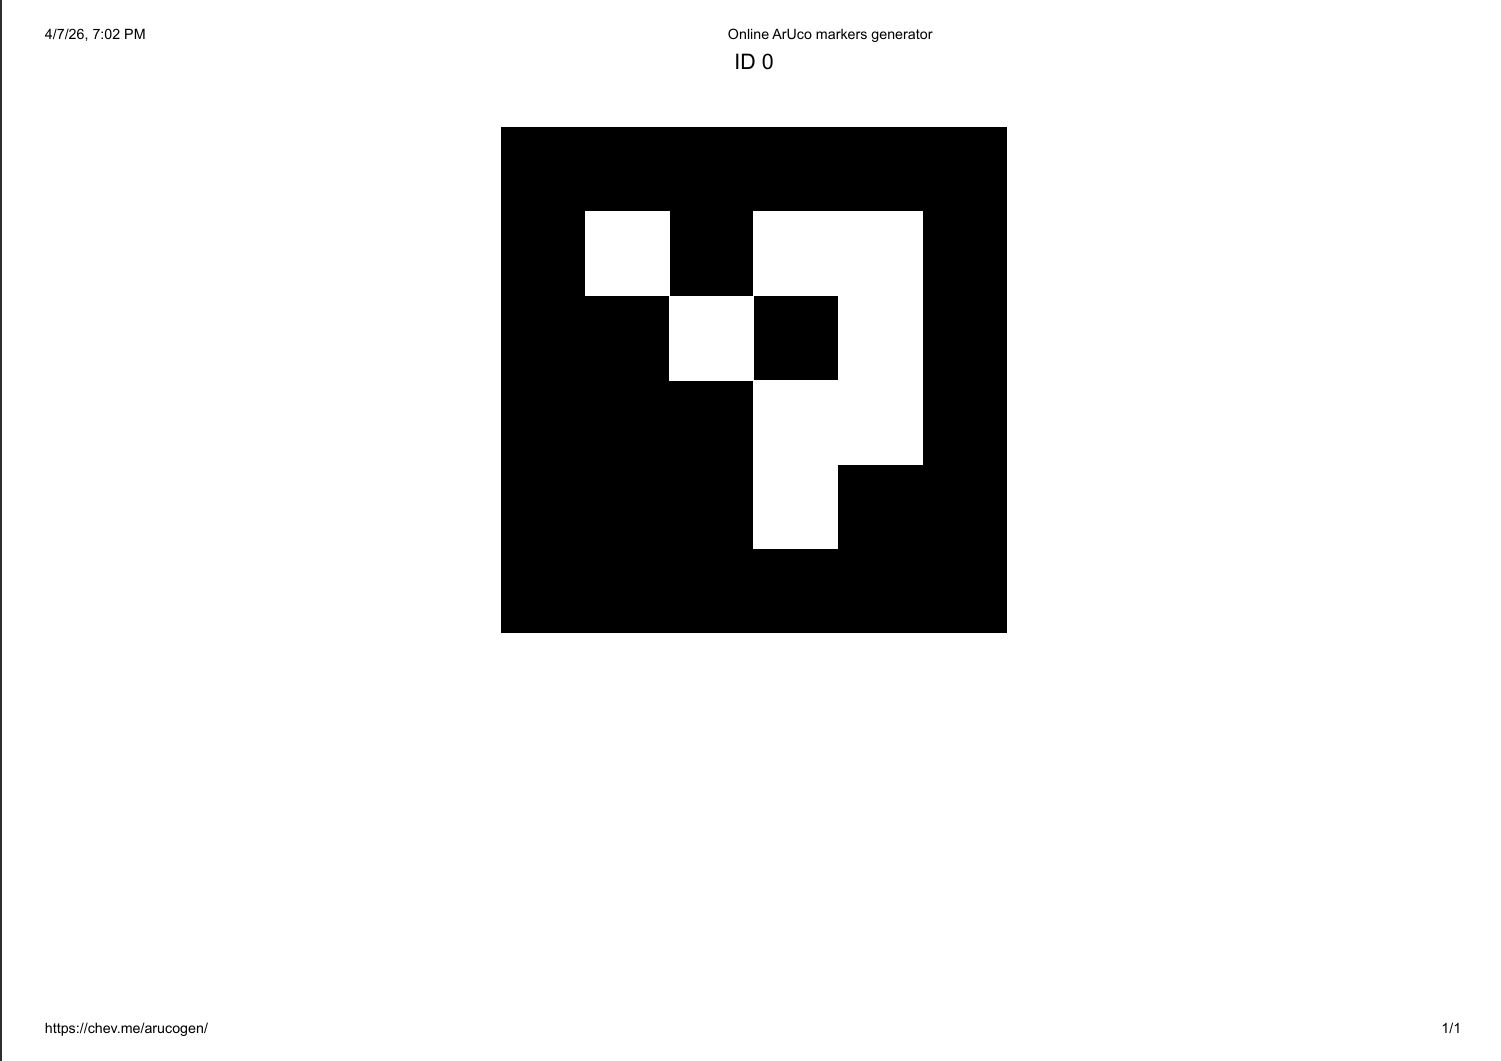 4/7/26, 7:02 PM
Online ArUco markers generator
ID 0
https://chev.me/arucogen/
1/1